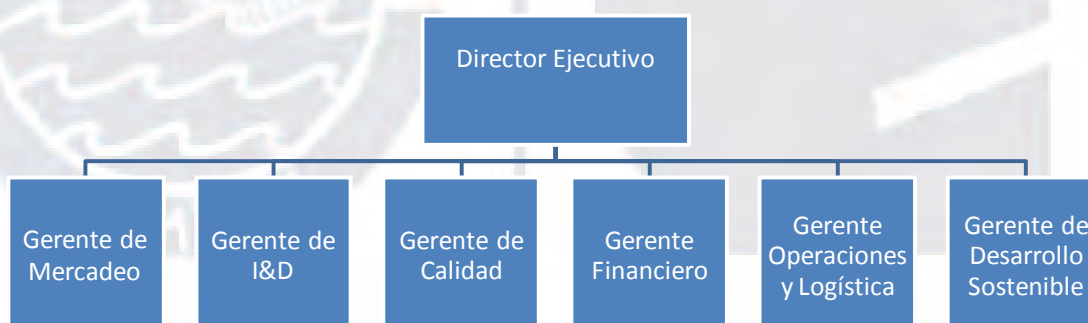 Director Ejecutivo
Gerente de
Mercadeo
Gerente de
I&D
Gerente de
Calidad
Gerente
Financiero
Gerente
Operaciones
y Logística
Gerente de
Desarrollo
Sostenible